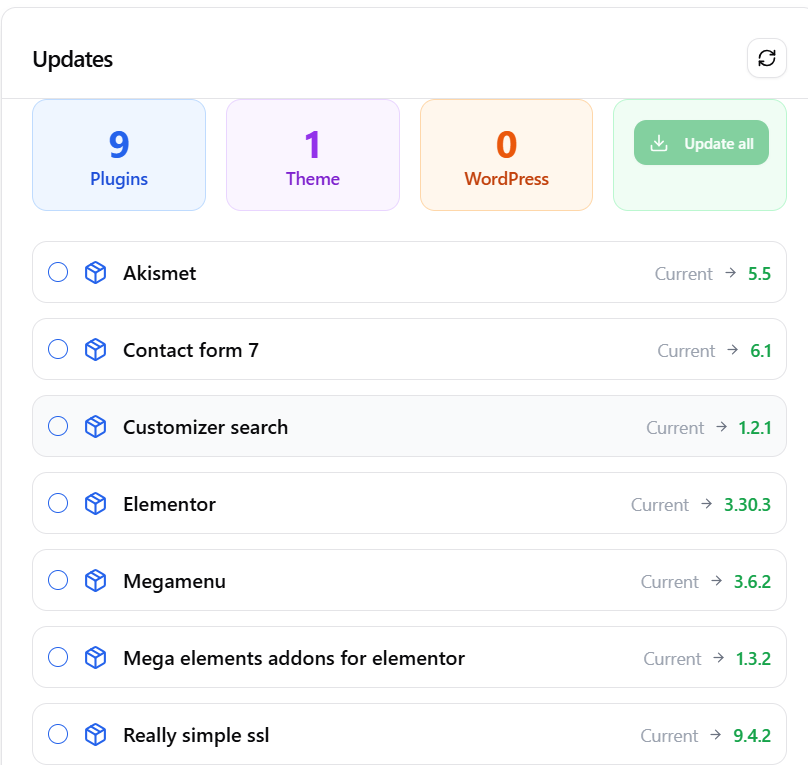 Updates
9
Plugins
1
Theme
0
WordPress
Update all
Akismet Current → 5.5
Contact form 7 Current → 6.1
Customizer search Current → 1.2.1
Elementor Current → 3.30.3
Megamenu Current → 3.6.2
Mega elements addons for elementor Current → 1.3.2
Really simple ssl Current → 9.4.2